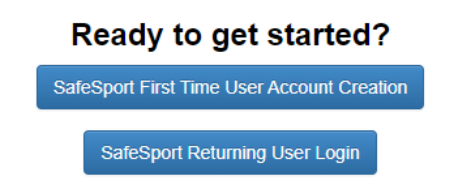 Ready to get started?
SafeSport First Time User Account Creation
SafeSport Returning User Login